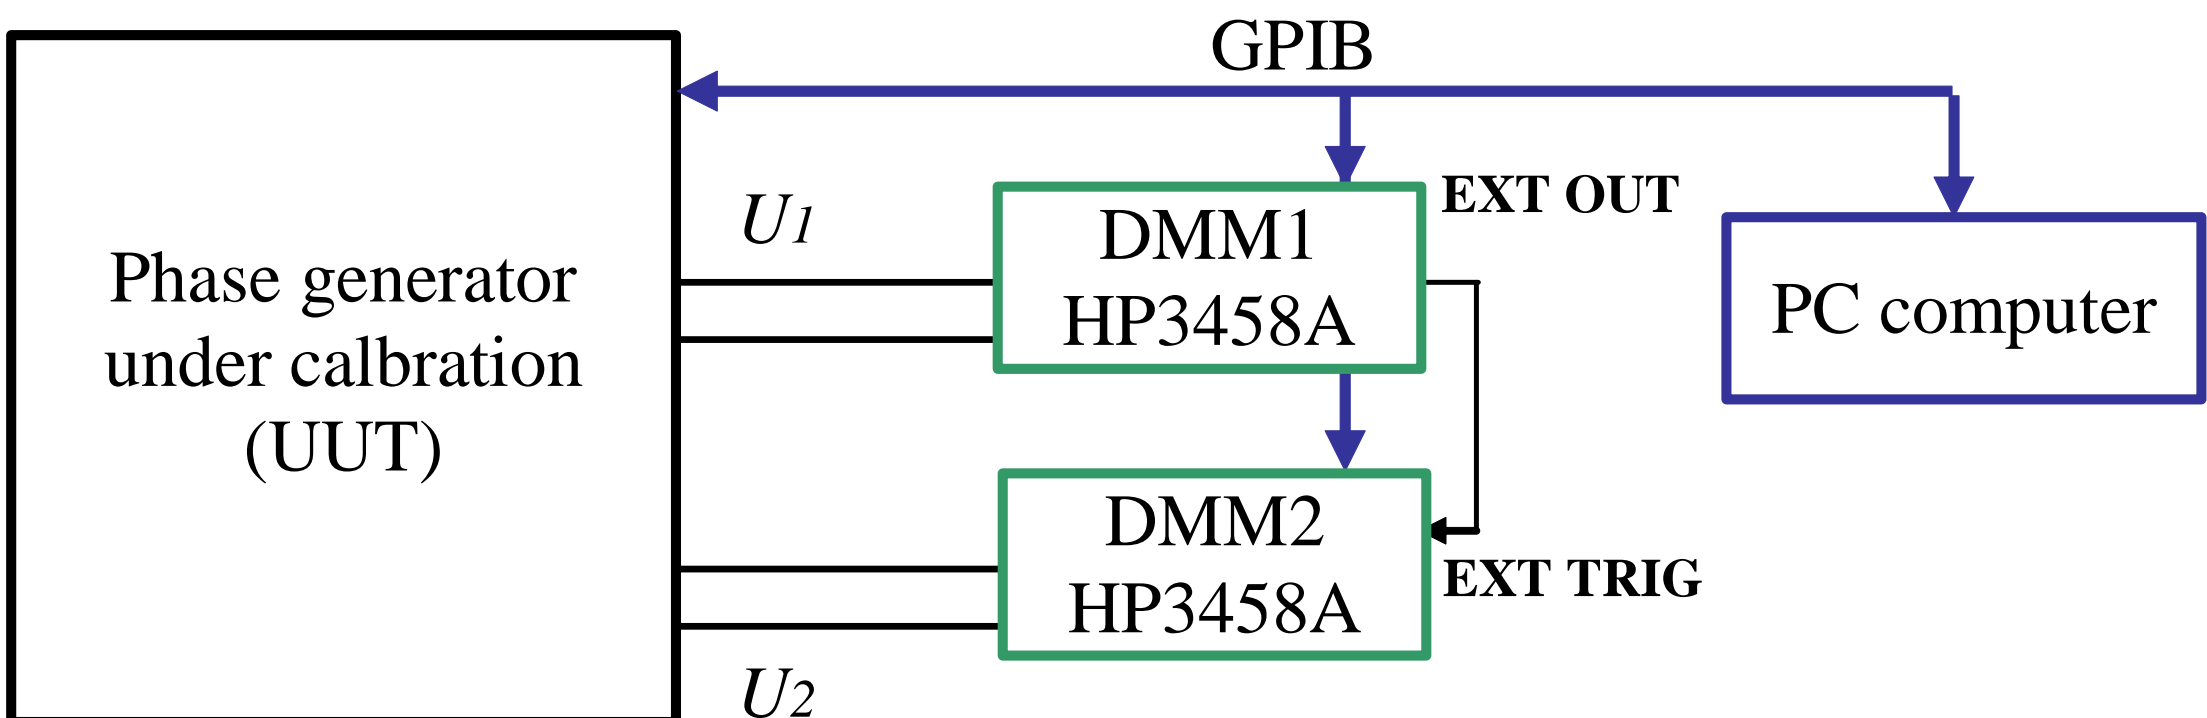 GPIB
Phase generator
under calbration
(UUT)
U1
DMM1
HP3458A
EXT OUT
PC computer
DMM2
HP3458A
EXT TRIG
U2